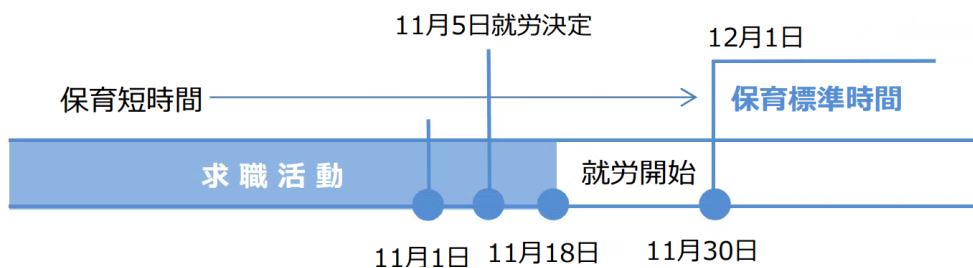 11月5日就労決定
12月1日
保育短時間
保育標準時間
求職活動
就労開始
11月1日
11月18日
11月30日